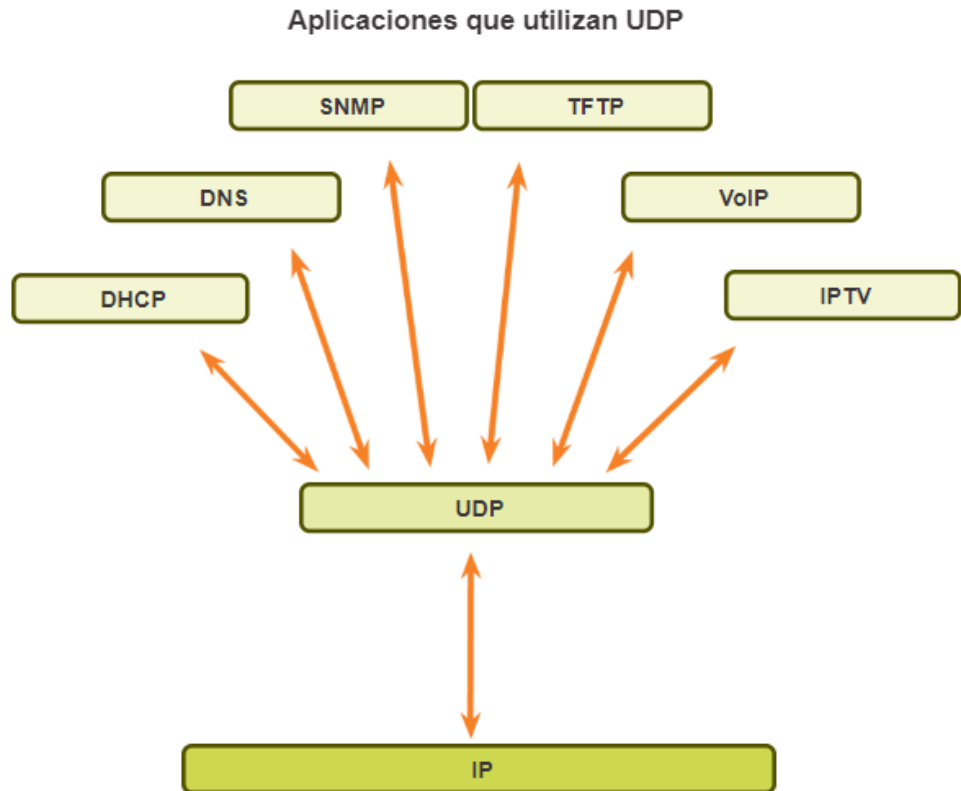 Aplicaciones que utilizan UDP
SNMP
TFTP
DNS
VoIP
DHCP
IPTV
UDP
IP